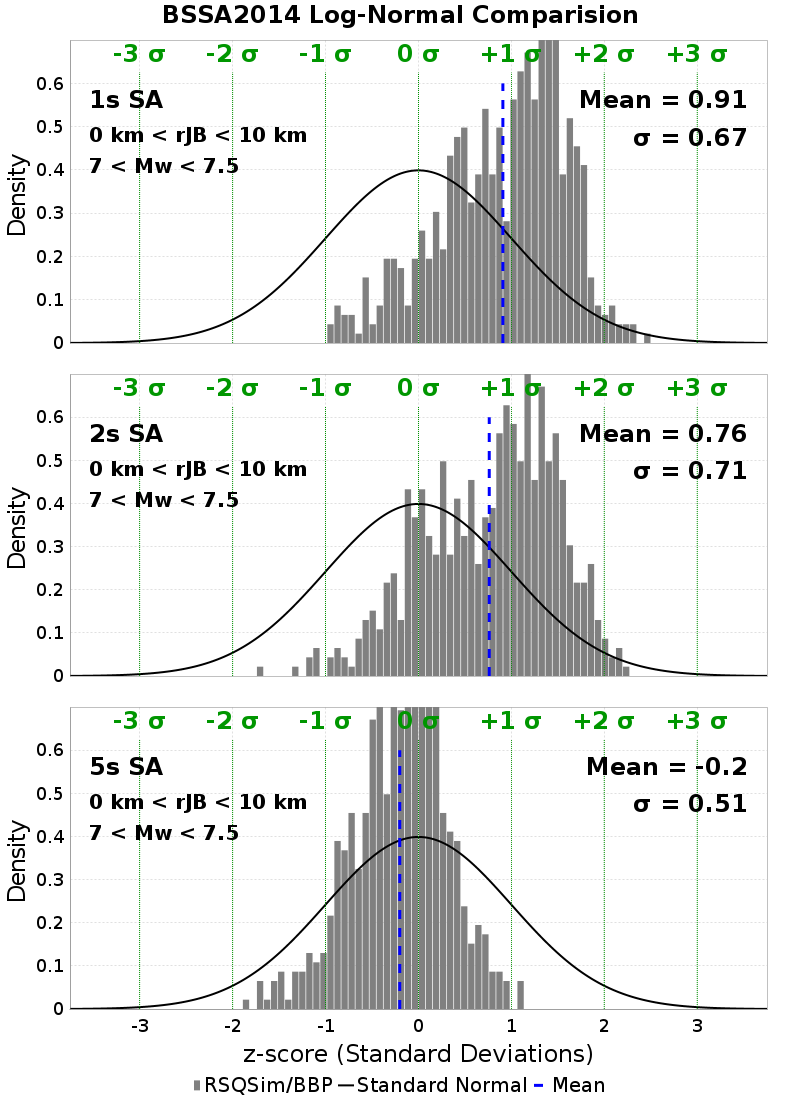 BSSA2014 Log-Normal Comparision
-3 σ -2 σ -1 σ 0 σ +1 σ +2 σ +3 σ
1s SA
0 km < rJB < 10 km
7 < Mw < 7.5
Mean = 0.91
σ = 0.67
Density
0.6
0.5
0.4
0.3
0.2
0.1
0
-3 σ -2 σ -1 σ 0 σ +1 σ +2 σ +3 σ
2s SA
0 km < rJB < 10 km
7 < Mw < 7.5
Mean = 0.76
σ = 0.71
Density
0.6
0.5
0.4
0.3
0.2
0.1
0
-3 σ -2 σ -1 σ 0 σ +1 σ +2 σ +3 σ
5s SA
0 km < rJB < 10 km
7 < Mw < 7.5
Mean = -0.2
σ = 0.51
Density
0.6
0.5
0.4
0.3
0.2
0.1
0
-3 -2 -1 0 1 2 3
z-score (Standard Deviations)
RSQSim/BBP Standard Normal Mean